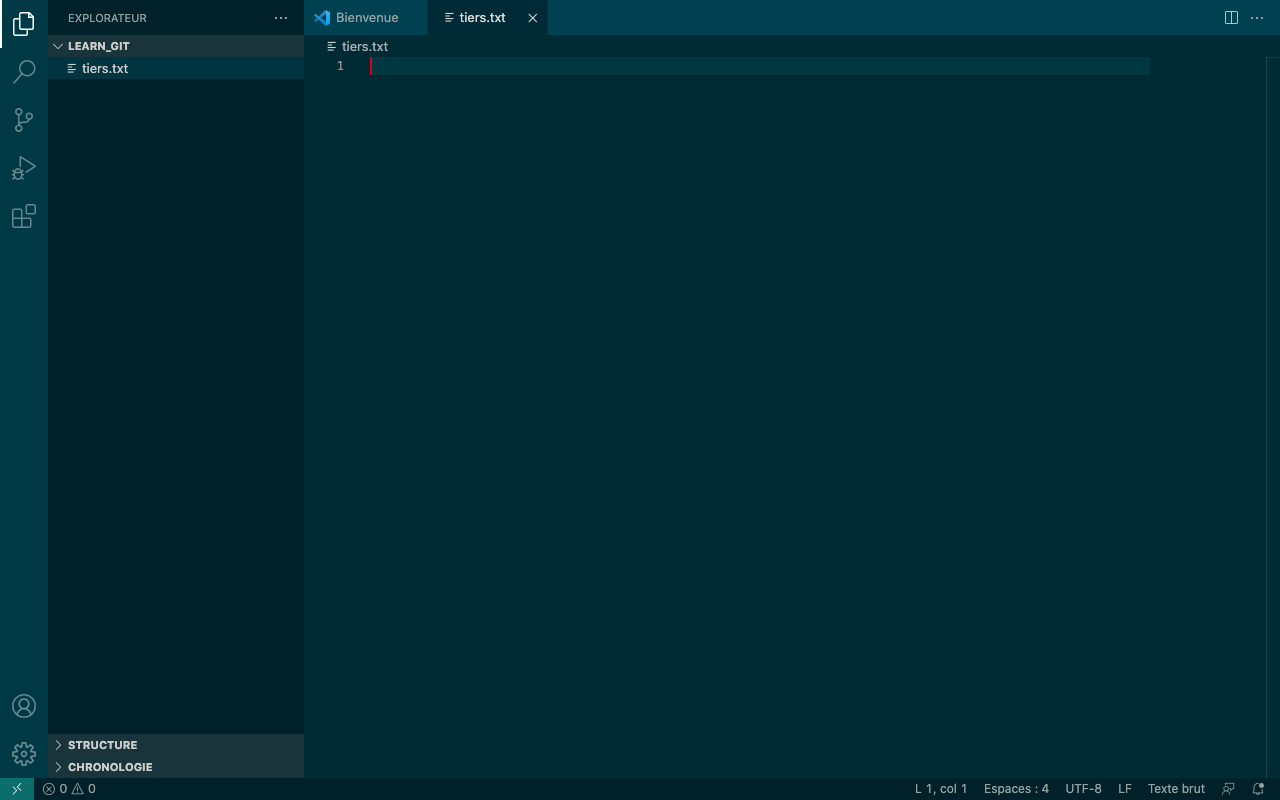 EXPLORATEUR
LEARN_GIT
tiers.txt
STRUCTURE
CHRONOLOGIE
Bienvenue
tiers.txt
tiers.txt
1
0 0
L 1, col 1 Espaces : 4 UTF-8 LF Texte brut